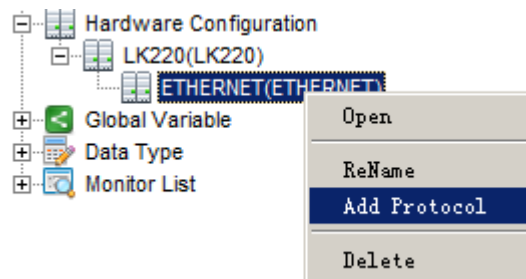 Hardware Configuration
LK220(LK220)
ETHERNET(ETHERNET)
Global Variable
Data Type
Monitor List
Open
ReName
Add Protocol
Delete